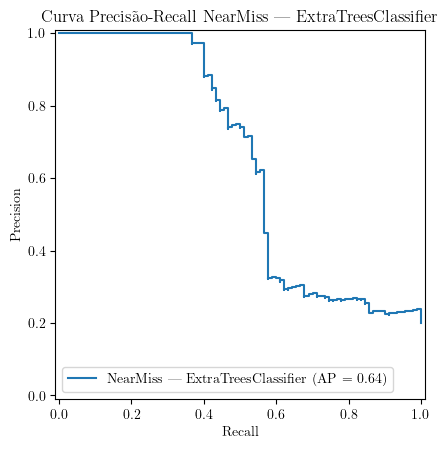 Curva Precisão-Recall NearMiss — ExtraTreesClassifier
1.0
0.8
0.6
0.4
0.2
0.0
Precision
NearMiss — ExtraTreesClassifier (AP = 0.64)
0.0 0.2 0.4 0.6 0.8 1.0
Recall